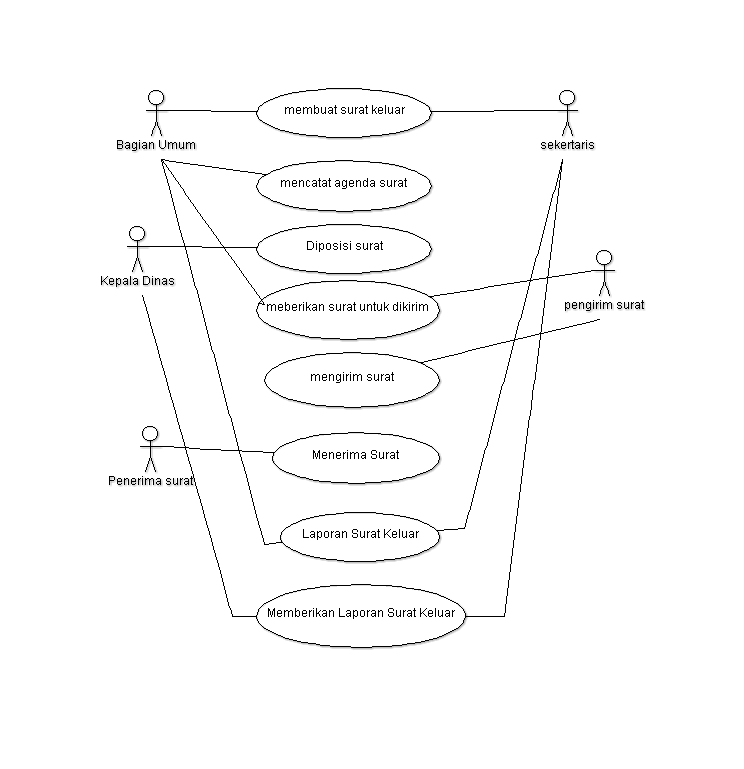 membuat surat keluar
Bagian Umum
sekertaris
mencatat agenda surat
Diposisi surat
Kepala Dinas
meberikan surat untuk dikirim
pengirim surat
mengirim surat
Menerima Surat
Penerima surat
Laporan Surat Keluar
Memberikan Laporan Surat Keluar